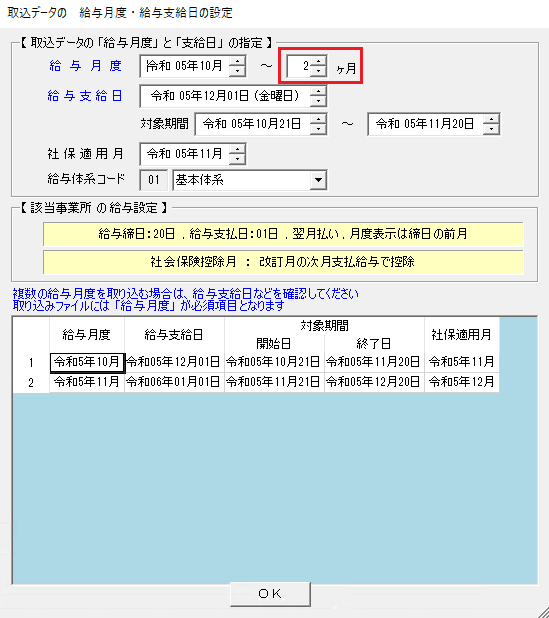 取込データの　給与月度・給与支給日の設定
【 取込データの「給与月度」と「支給日」の指定 】
給 与 月 度　令和 05年10月　～　2 ヶ月
給 与 支 給 日　令和 05年12月01日 (金曜日)
対象期間　令和 05年10月21日　～　令和 05年11月20日
社 保 適 用 月　令和 05年11月
給与体系コード　01　基本体系
【 該当事業所 の 給与設定 】
給与締日:20日 , 給与支払日:01日 , 翌月払い , 月度表示は締日の前月
社会保険控除月 ： 改訂月の次月支払給与で控除
複数の給与月度を取り込む場合は、給与支給日などを確認してください
取り込みファイルには「給与月度」が必須項目となります
給与月度　給与支給日　対象期間　社保適用月
開始日　終了日
1　令和5年10月　令和05年12月01日　令和05年10月21日　令和05年11月20日　令和5年11月
2　令和5年11月　令和06年01月01日　令和05年11月21日　令和05年12月20日　令和5年12月
ＯＫ